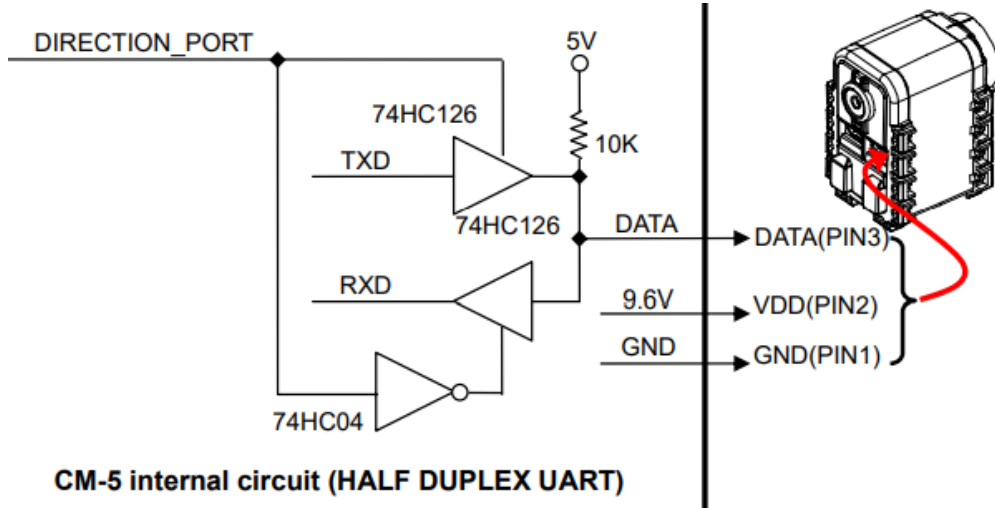 DIRECTION_PORT
5V
74HC126
10K
TXD
74HC126
DATA
DATA(PIN3)
RXD
9.6V
VDD(PIN2)
GND
GND(PIN1)
74HC04
CM-5 internal circuit (HALF DUPLEX UART)